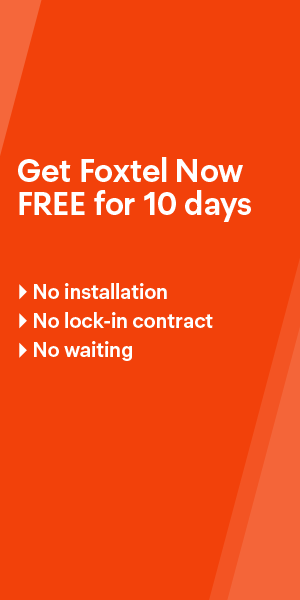 Get Foxtel Now
FREE for 10 days
No installation
No lock-in contract
No waiting